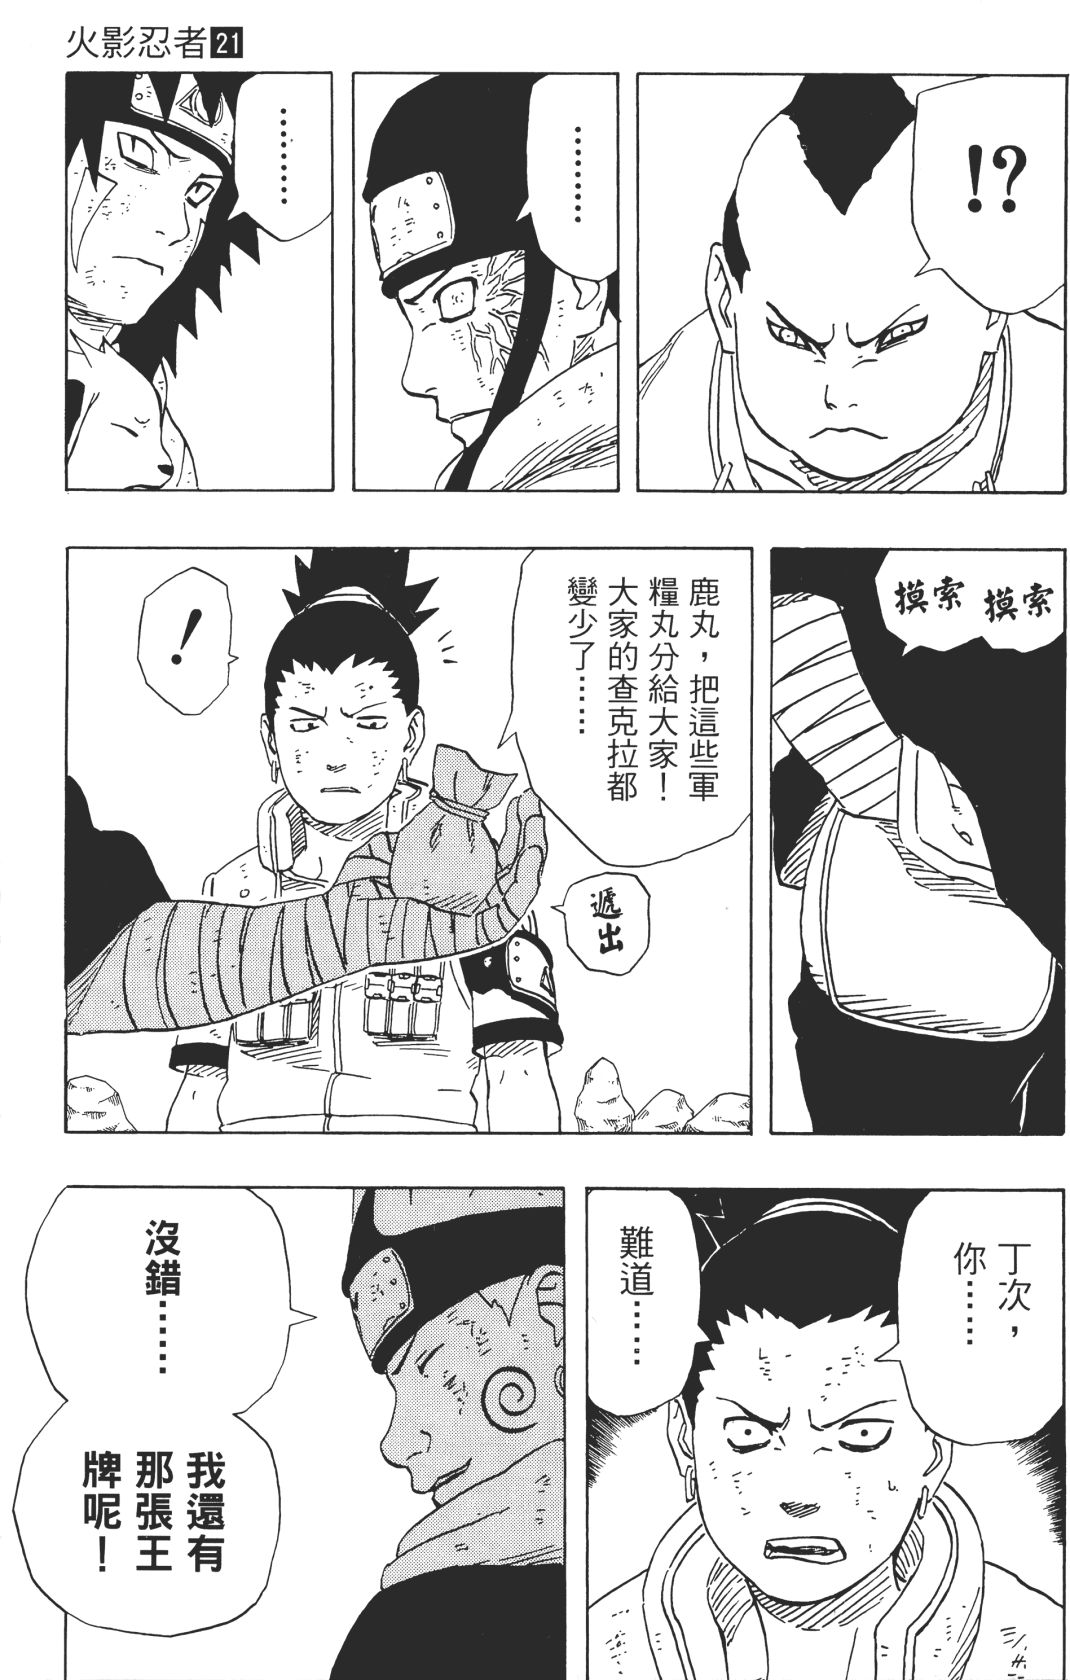 火影忍者21
!?
………
………
摸索
摸索
鹿丸，把這些軍
糧丸分給大家！
大家的查克拉都
變少了……
！
遞出
丁次，
你……
難道……
沒錯……
我還有
那張王
牌呢！